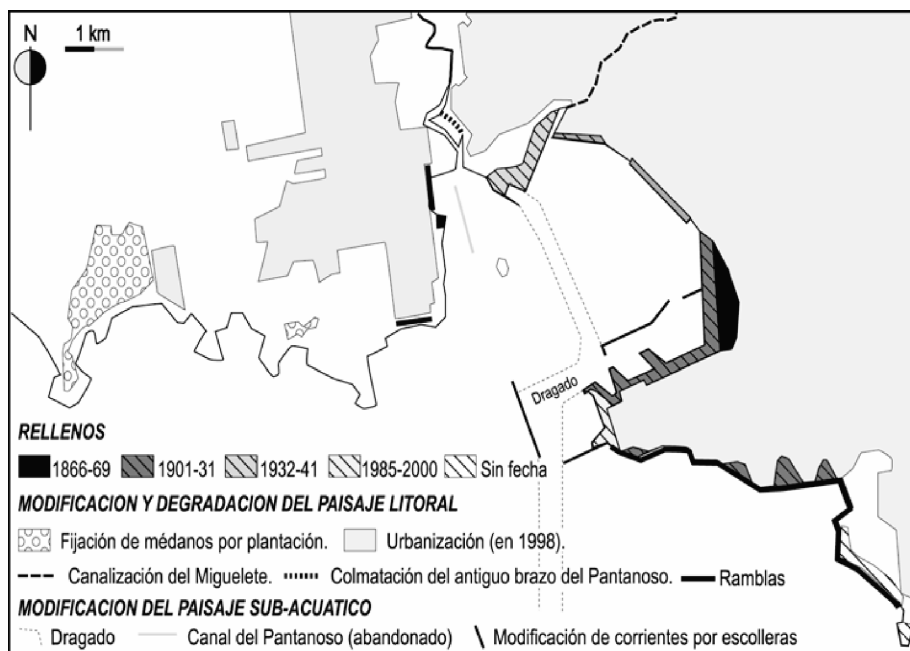 N
1 km
Dragado
RELLENOS
1866-69 1901-31 1932-41 1985-2000 Sin fecha
MODIFICACION Y DEGRADACION DEL PAISAJE LITORAL
Fijación de médanos por plantación. Urbanización (en 1998).
Canalización del Miguelete. Colmatación del antiguo brazo del Pantanoso. Ramblas
MODIFICACION DEL PAISAJE SUB-ACUATICO
Dragado Canal del Pantanoso (abandonado) Modificación de corrientes por escolleras